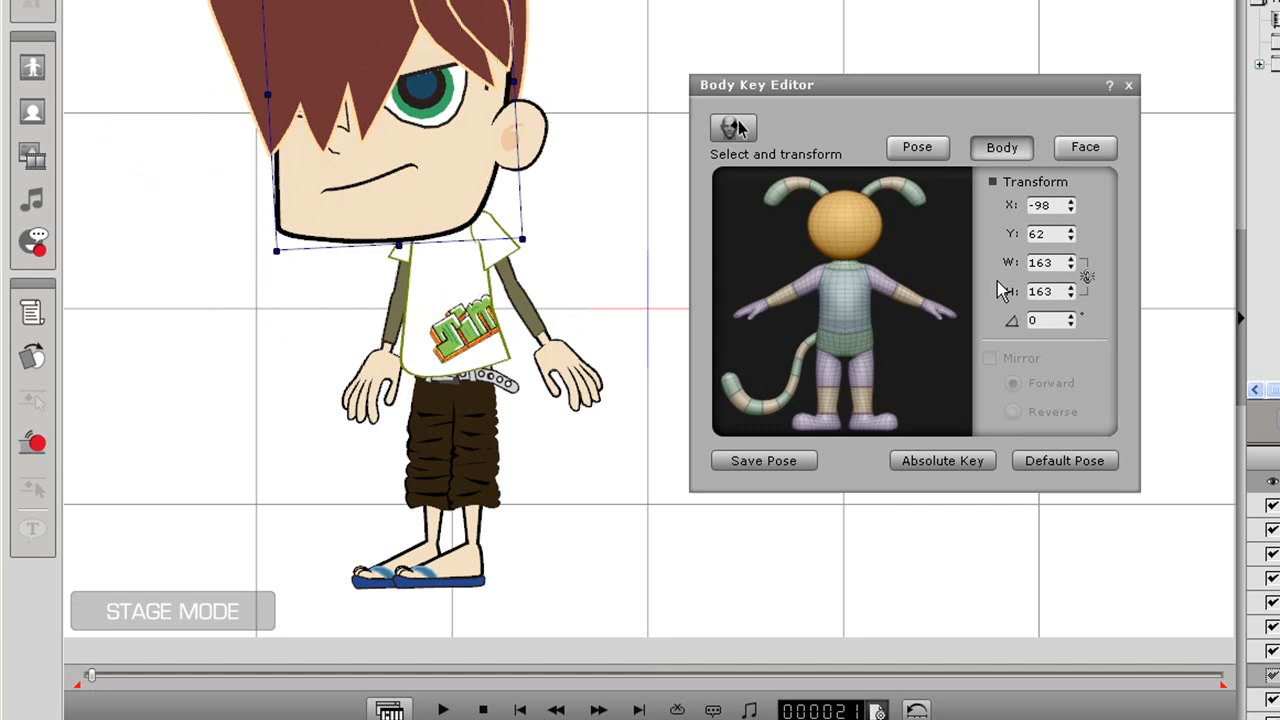 Body Key Editor ? x
Select and transform
Pose Body Face
Transform
X: -98
Y: 62
W: 163
H: 163
0 °
Mirror
Forward
Reverse
Save Pose Absolute Key Default Pose
Jim
STAGE MODE
T
000021